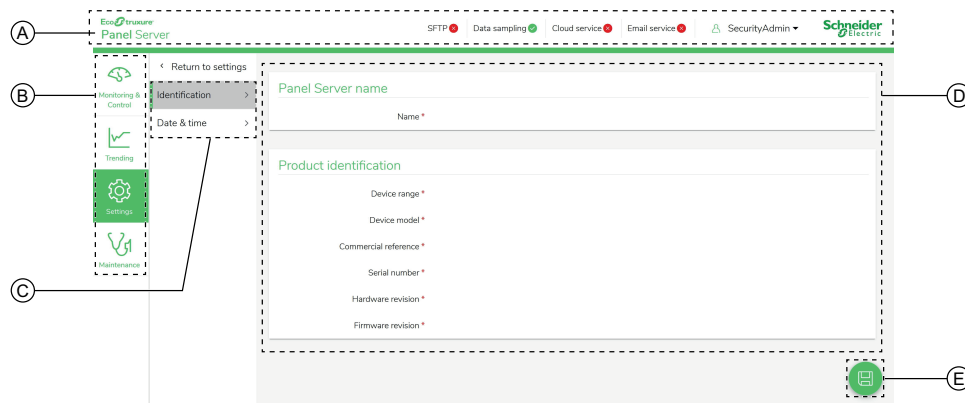 A
EcoStruxure
Panel Server
SFTP Data sampling Cloud service Email service SecurityAdmin
Schneider
Electric
B
Monitoring &
Control
Trending
Settings
Maintenance
Return to settings
Identification
Date & time
C
Panel Server name
Name *
Product identification
Device range *
Device model *
Commercial reference *
Serial number *
Hardware revision *
Firmware revision *
D
E